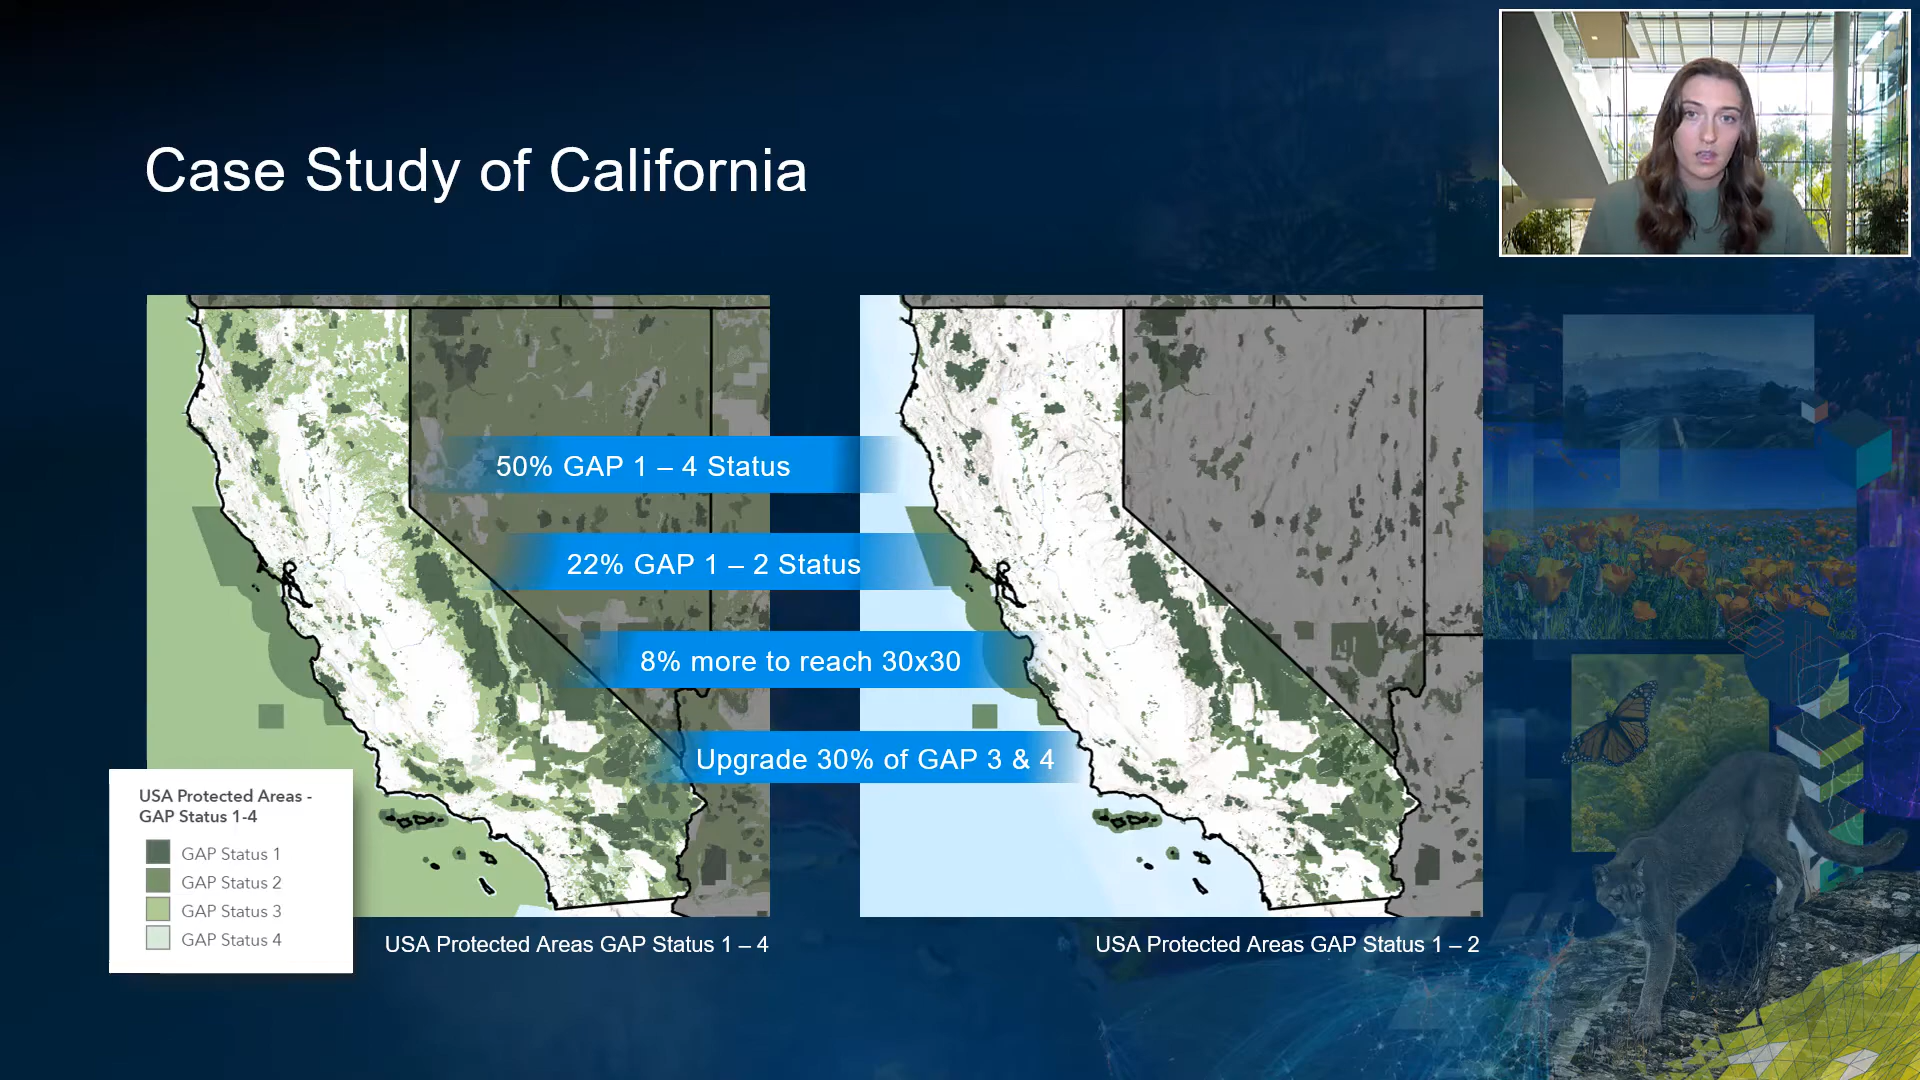 Case Study of California
50% GAP 1 – 4 Status
22% GAP 1 – 2 Status
8% more to reach 30x30
Upgrade 30% of GAP 3 & 4
USA Protected Areas -
GAP Status 1-4
GAP Status 1
GAP Status 2
GAP Status 3
GAP Status 4
USA Protected Areas GAP Status 1 – 4
USA Protected Areas GAP Status 1 – 2